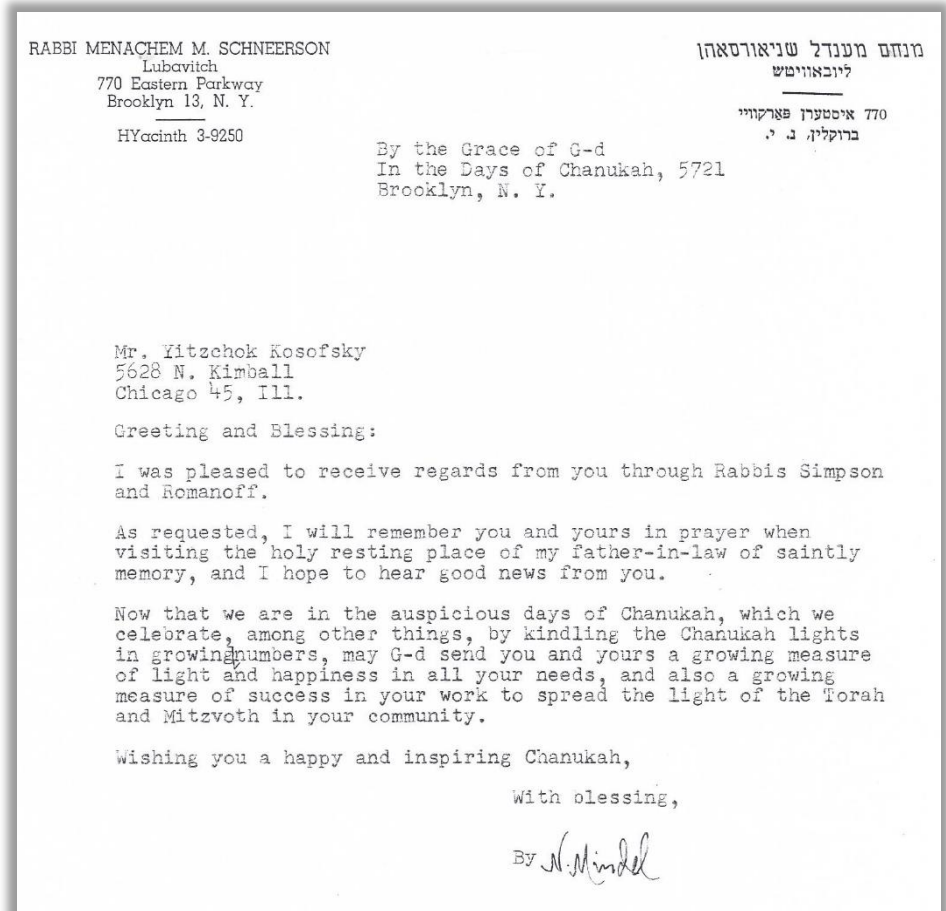 RABBI MENACHEM M. SCHNEERSON
Lubavitch
770 Eastern Parkway
Brooklyn 13, N. Y.
HYacinth 3-9250
מנחם מענדל שניאורסאהן
ליובאוויטש
770 איסטערן פּאַרקוויי
ברוקלין, נ. י.
By the Grace of G-d
In the Days of Chanukah, 5721
Brooklyn, N. Y.
Mr. Yitzchok Kosofsky
5628 N. Kimball
Chicago 45, Ill.
Greeting and Blessing:
I was pleased to receive regards from you through Rabbis Simpson
and Romanoff.
As requested, I will remember you and yours in prayer when
visiting the holy resting place of my father-in-law of saintly
memory, and I hope to hear good news from you.
Now that we are in the auspicious days of Chanukah, which we
celebrate, among other things, by kindling the Chanukah lights
in growing numbers, may G-d send you and yours a growing measure
of light and happiness in all your needs, and also a growing
measure of success in your work to spread the light of the Torah
and Mitzvoth in your community.
Wishing you a happy and inspiring Chanukah,
With blessing,
By N. Mindel